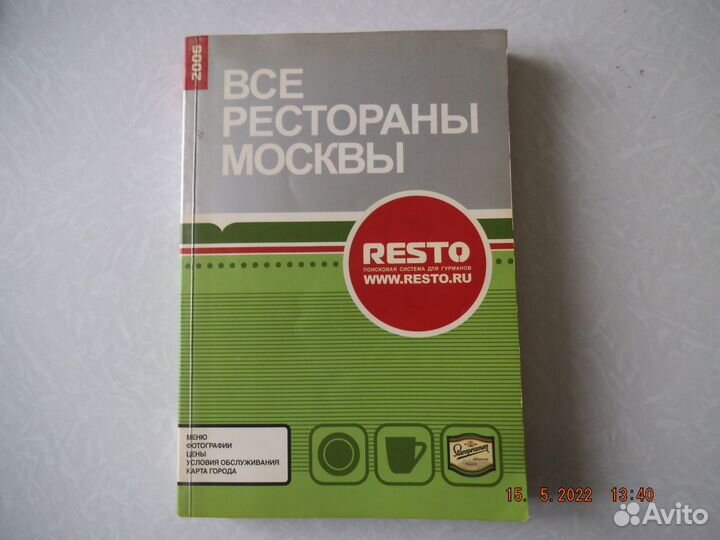 2006
ВСЕ
РЕСТОРАНЫ
МОСКВЫ
RESTO
ПОИСКОВАЯ СИСТЕМА ДЛЯ ГУРМАНОВ
WWW.RESTO.RU
МЕНЮ
ФОТОГРАФИИ
ЦЕНЫ
УСЛОВИЯ ОБСЛУЖИВАНИЯ
КАРТА ГОРОДА
Staropramen
15. 5.2022 13:40
Avito